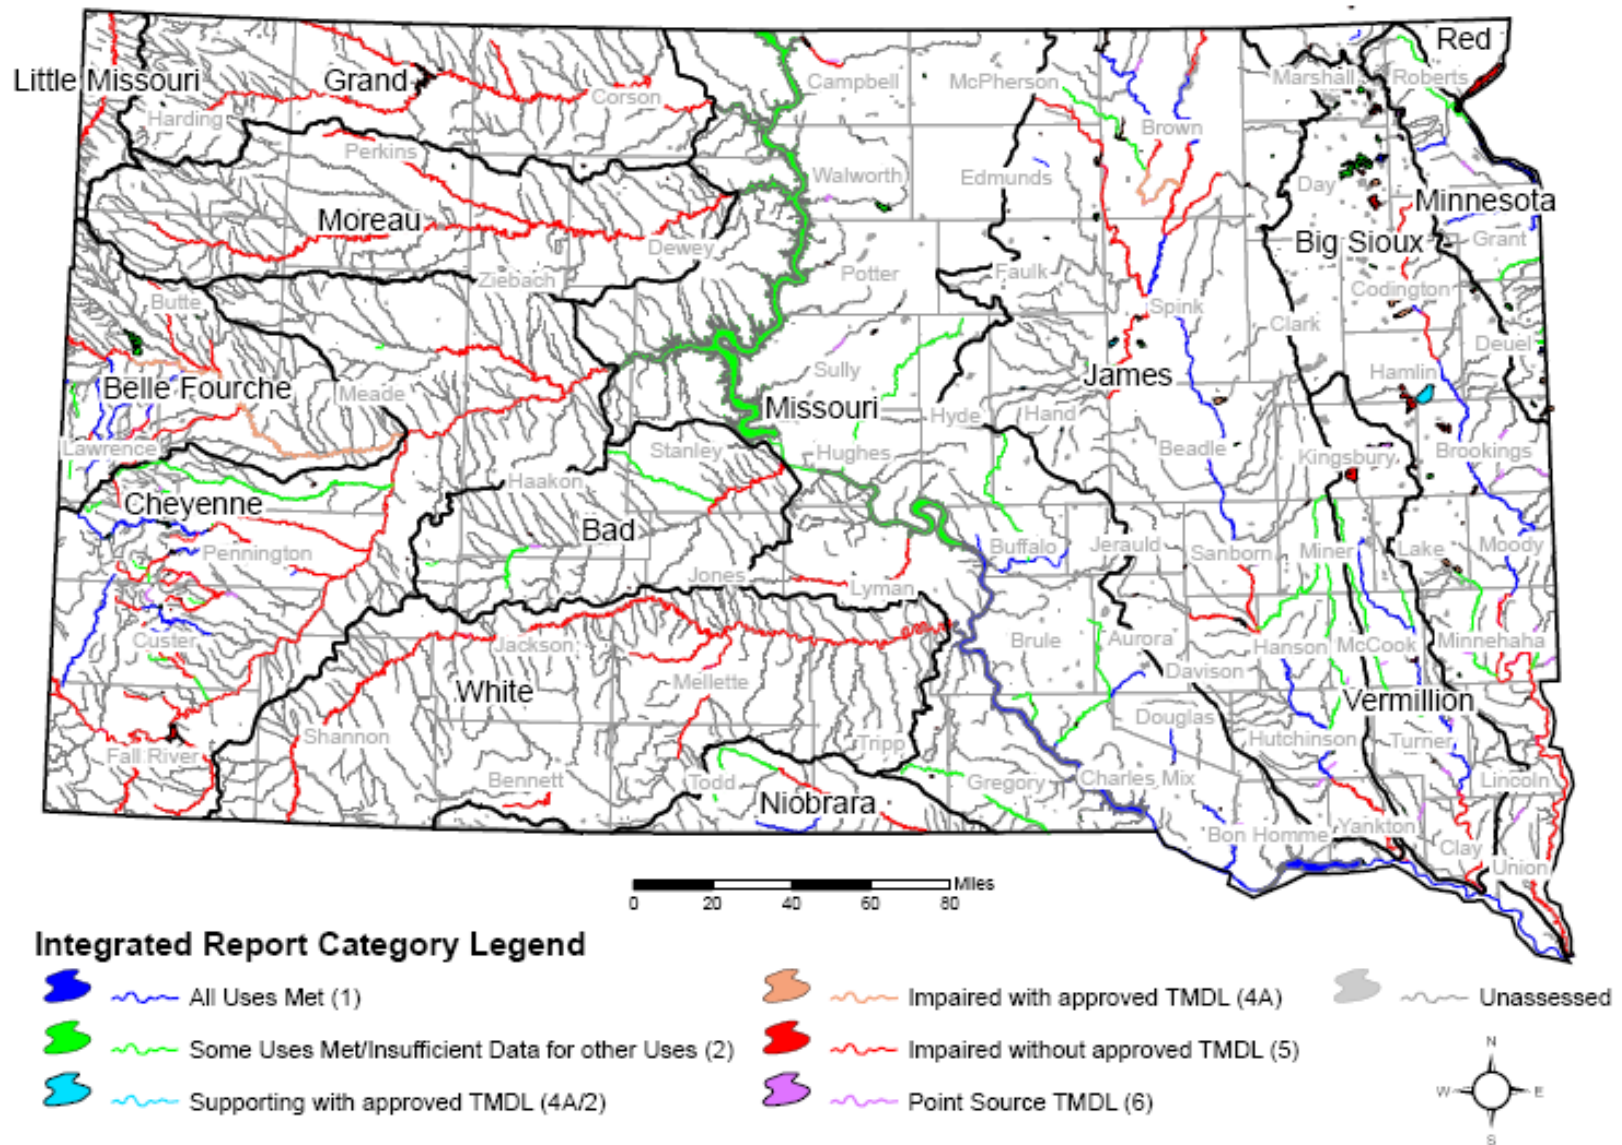 Red
Little Missouri
Grand
Campbell
McPherson
Marshall
Roberts
Harding
Corson
Brown
Perkins
Walworth
Edmunds
Day
Minnesota
Moreau
Dewey
Big Sioux
Grant
Ziebach
Potter
Faulk
Butte
Codington
Spink
Clark
Deuel
Belle Fourche
Meade
Sully
James
Hamlin
Missouri
Hyde
Hand
Lawrence
Stanley
Hughes
Beadle
Kingsbury
Brookings
Haakon
Cheyenne
Bad
Pennington
Buffalo
Jerauld
Sanborn
Miner
Lake
Moody
Jones
Lyman
Custer
Jackson
Brule
Aurora
Hanson
McCook
Minnehaha
Davison
White
Mellette
Vermillion
Douglas
Shannon
Tripp
Hutchinson
Turner
Fall River
Bennett
Todd
Gregory
Charles Mix
Lincoln
Niobrara
Bon Homme
Yankton
Clay
Union
Miles
0 20 40 60 80
Integrated Report Category Legend
All Uses Met (1)
Some Uses Met/Insufficient Data for other Uses (2)
Supporting with approved TMDL (4A/2)
Impaired with approved TMDL (4A)
Impaired without approved TMDL (5)
Point Source TMDL (6)
Unassessed
N
W E
S